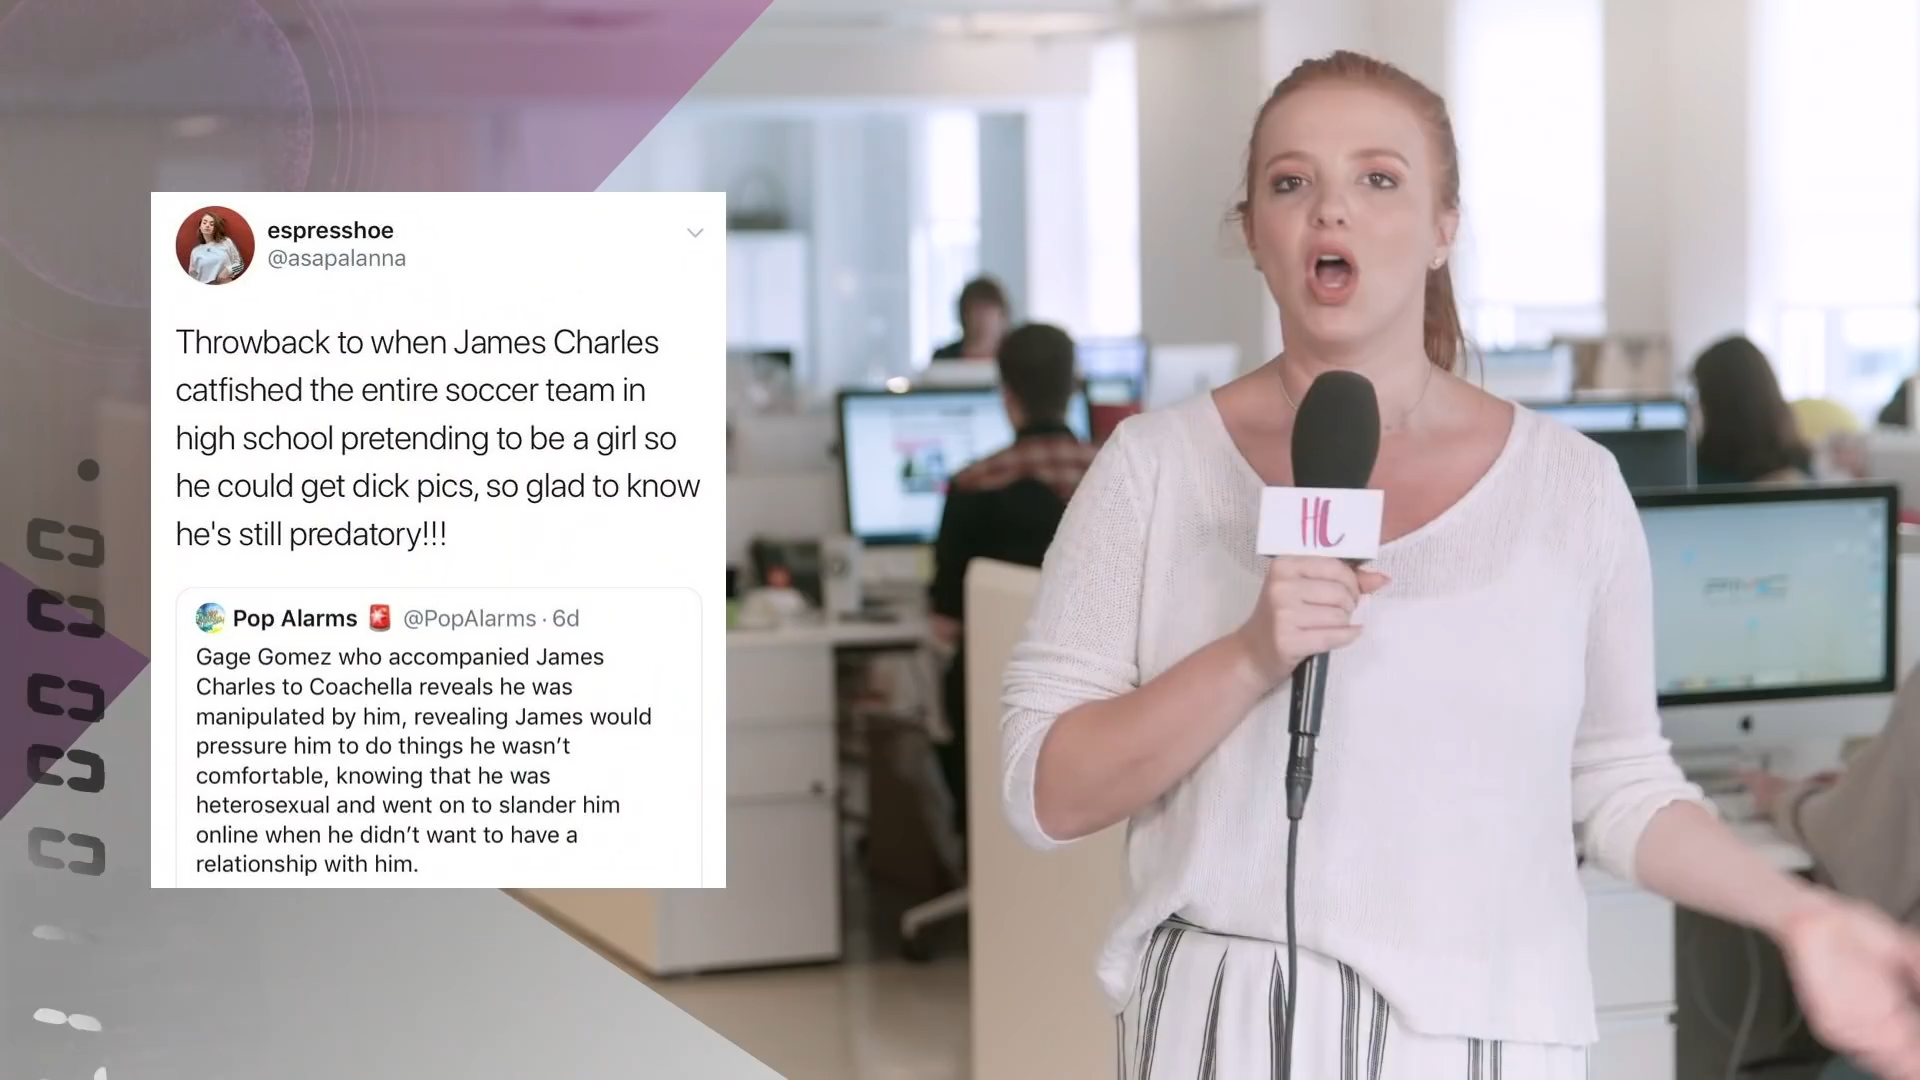 espresshoe
@asapalanna
Throwback to when James Charles
catfished the entire soccer team in
high school pretending to be a girl so
he could get dick pics, so glad to know
he's still predatory!!!
Pop Alarms 🚨 @PopAlarms · 6d
Gage Gomez who accompanied James
Charles to Coachella reveals he was
manipulated by him, revealing James would
pressure him to do things he wasn’t
comfortable, knowing that he was
heterosexual and went on to slander him
online when he didn’t want to have a
relationship with him.
HC